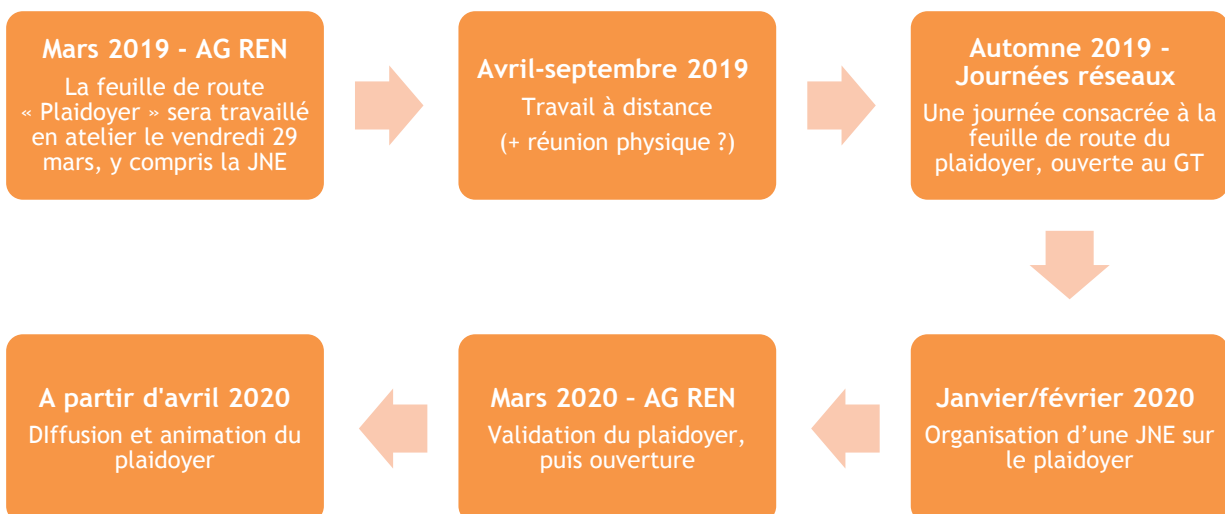 Mars 2019 - AG REN
La feuille de route
« Plaidoyer » sera travaillé
en atelier le vendredi 29
mars, y compris la JNE
Avril-septembre 2019
Travail à distance
(+ réunion physique ?)
Automne 2019 -
Journées réseaux
Une journée consacrée à la
feuille de route du
plaidoyer, ouverte au GT
Janvier/février 2020
Organisation d’une JNE sur
le plaidoyer
Mars 2020 – AG REN
Validation du plaidoyer,
puis ouverture
A partir d'avril 2020
DIffusion et animation du
plaidoyer